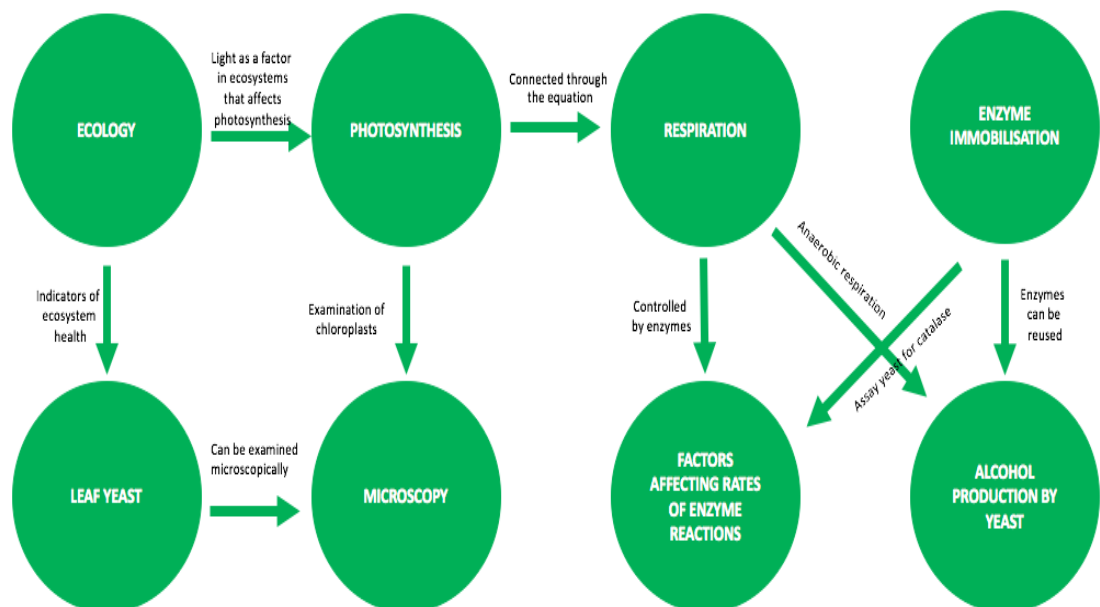 Light as a factor
in ecosystems
that affects
photosynthesis
Connected through
the equation
ECOLOGY
PHOTOSYNTHESIS
RESPIRATION
ENZYME
IMMOBILISATION
Indicators of
ecosystem
health
Examination of
chloroplasts
Controlled
by enzymes
Anaerobic respiration
Assay yeast for catalase
Enzymes
can be
reused
Can be examined
microscopically
LEAF YEAST
MICROSCOPY
FACTORS
AFFECTING RATES
OF ENZYME
REACTIONS
ALCOHOL
PRODUCTION BY
YEAST